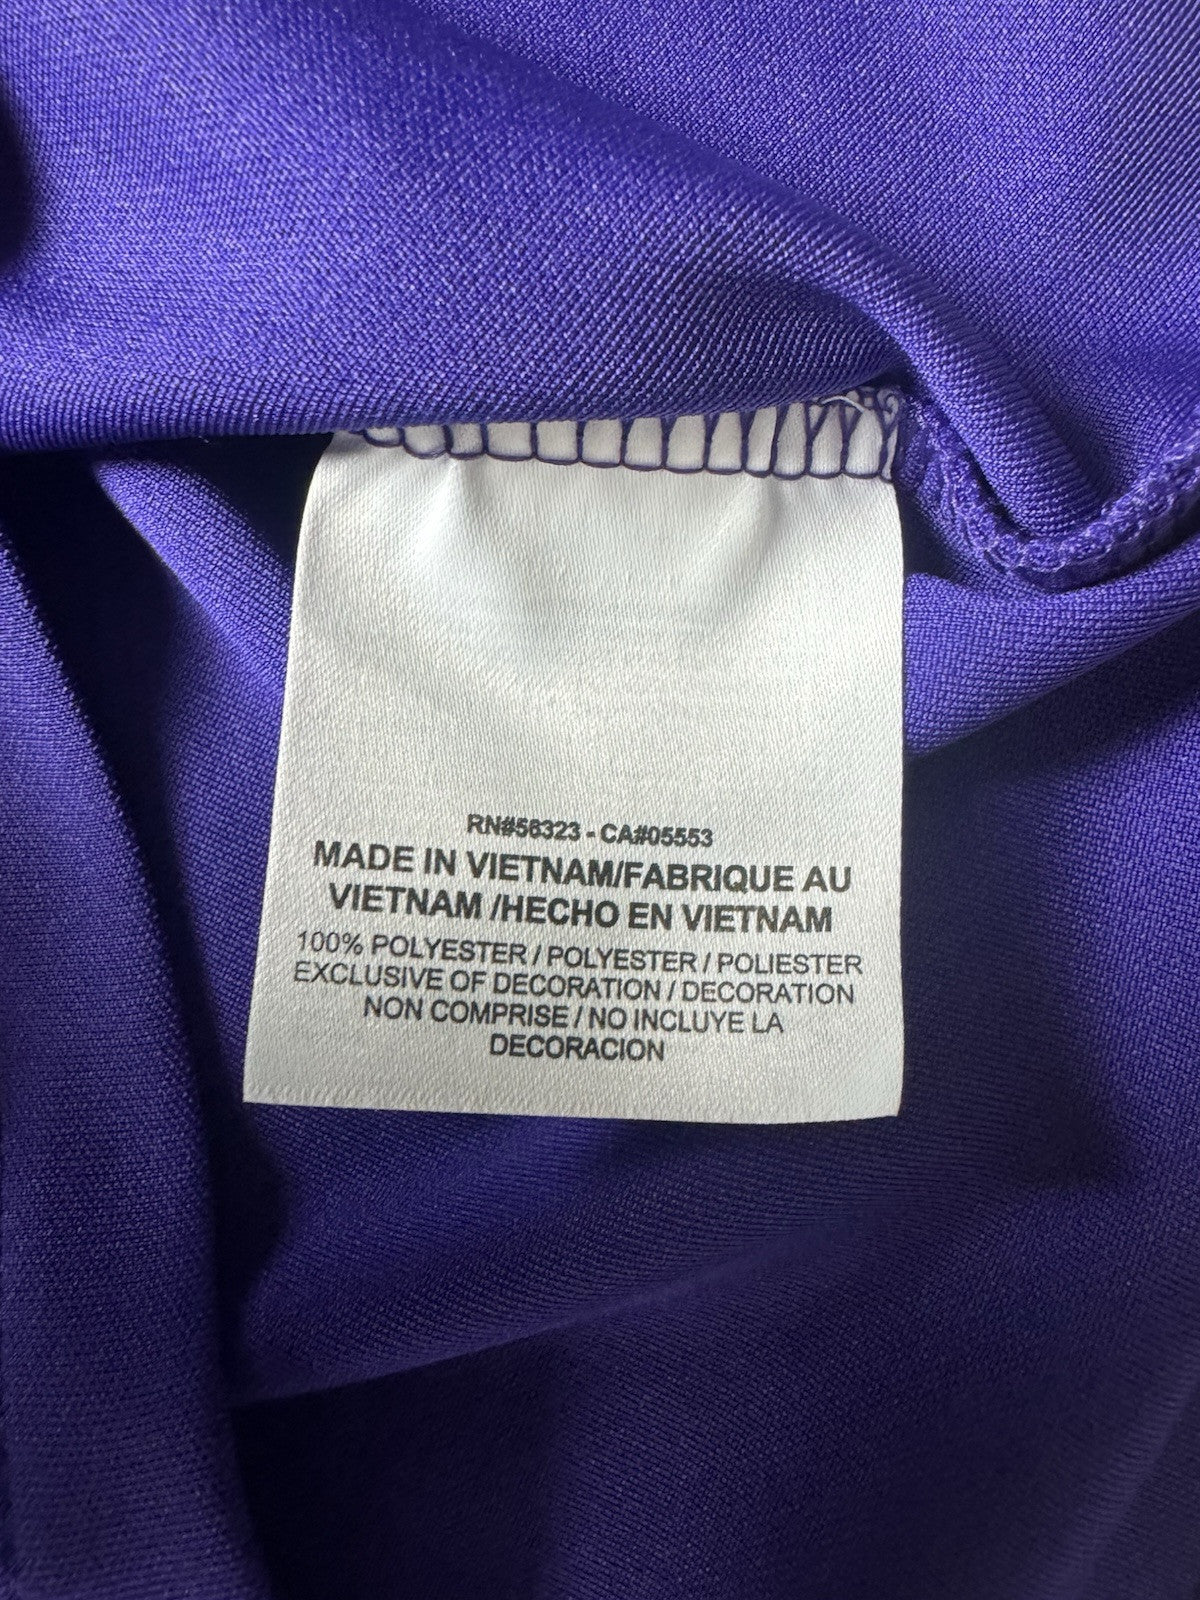 RN#56323 - CA#05553
MADE IN VIETNAM/FABRIQUE AU
VIETNAM /HECHO EN VIETNAM
100% POLYESTER / POLYESTER / POLIESTER
EXCLUSIVE OF DECORATION / DECORATION
NON COMPRISE / NO INCLUYE LA
DECORACION